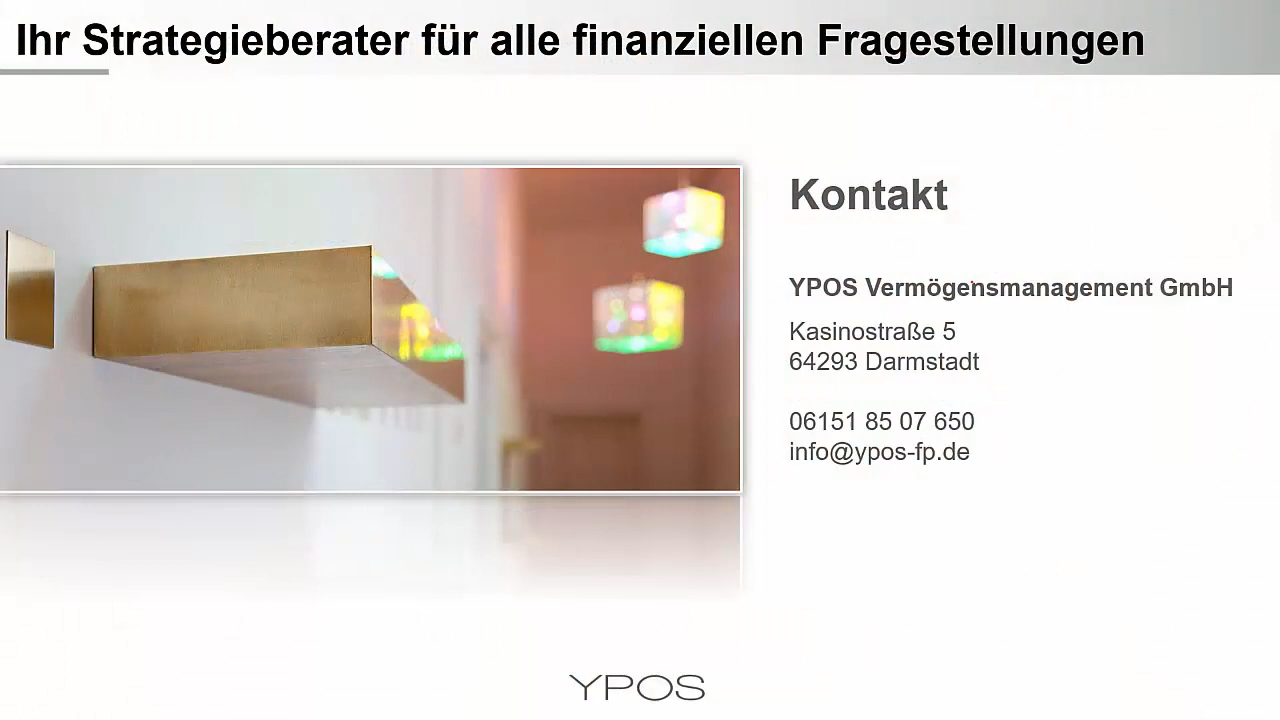 Ihr Strategieberater für alle finanziellen Fragestellungen
Kontakt
YPOS Vermögensmanagement GmbH
Kasinostraße 5
64293 Darmstadt
06151 85 07 650
info@ypos-fp.de
YPOS